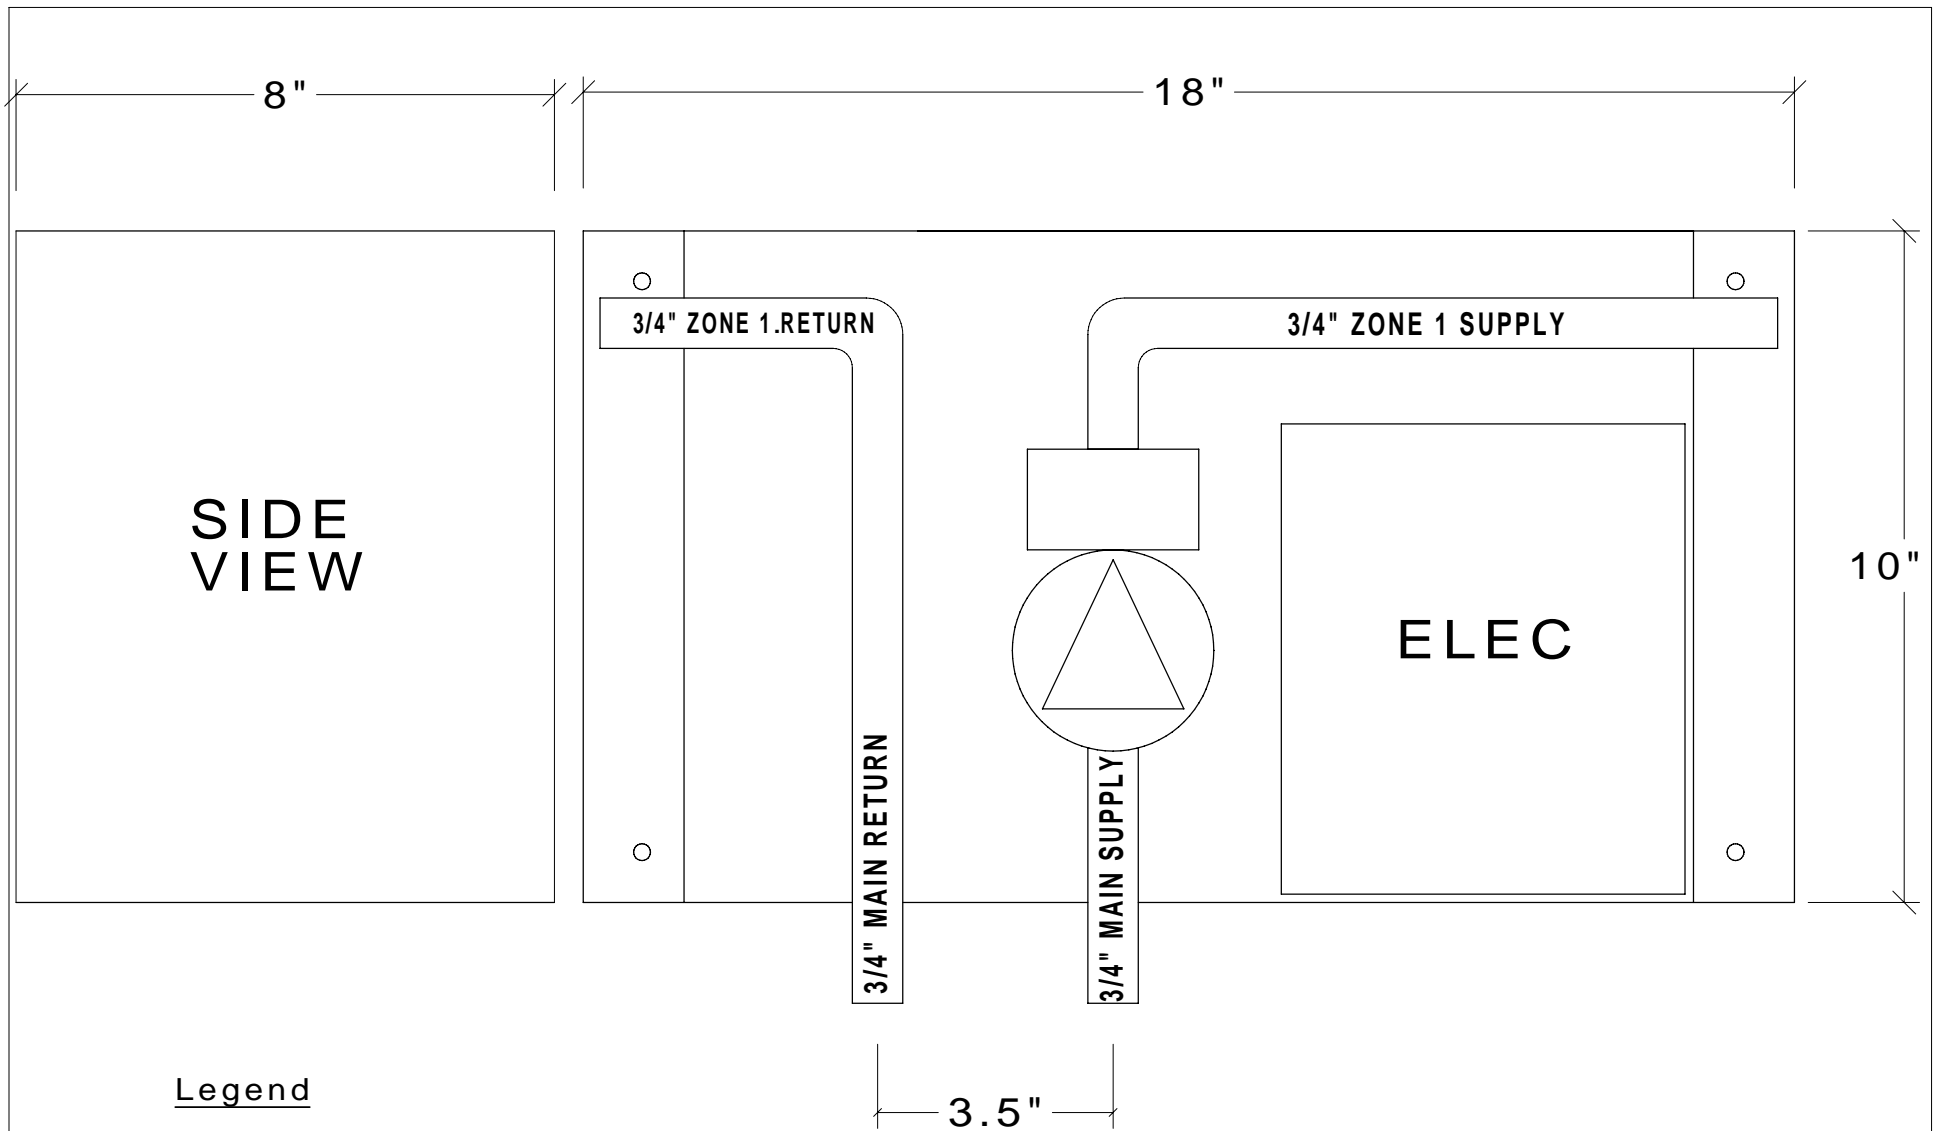 8"
18"
3/4" ZONE 1.RETURN
3/4" ZONE 1 SUPPLY
SIDE
VIEW
10"
ELEC
3/4" MAIN RETURN
3/4" MAIN SUPPLY
Legend
3.5"